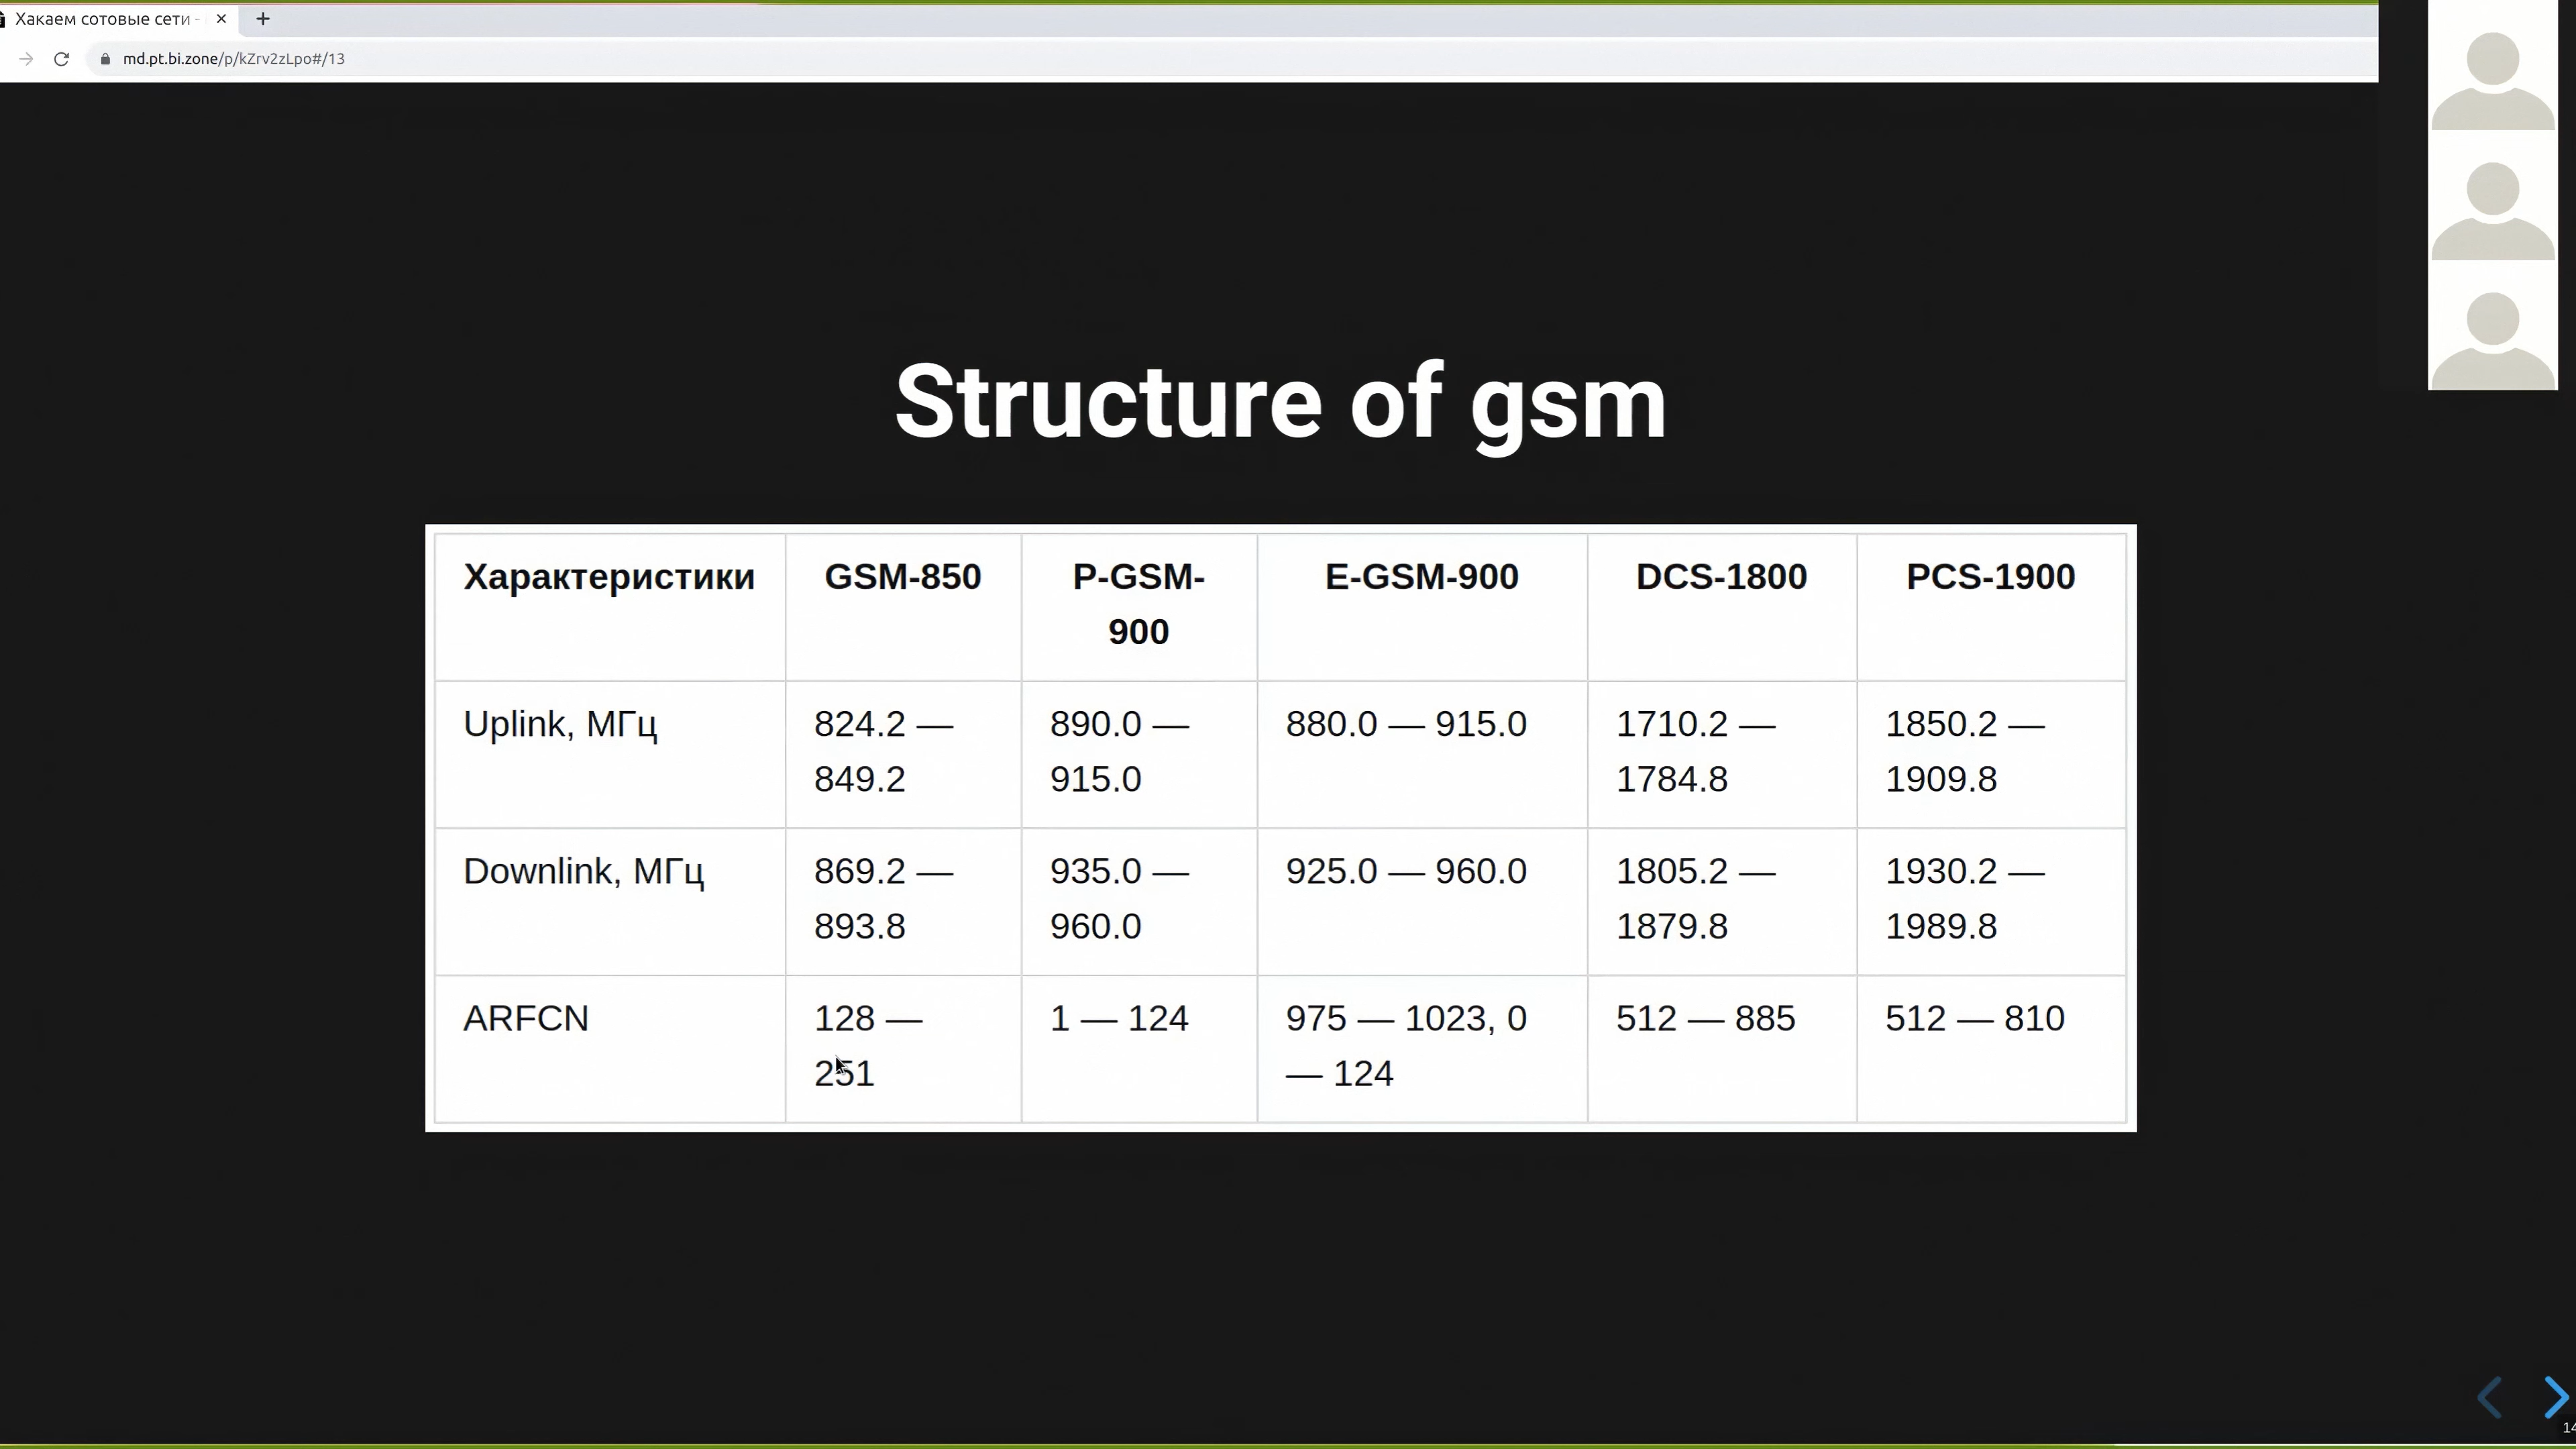 Хакаем сотовые сети -
md.pt.bi.zone/p/kZrv2zLpo#/13
Structure of gsm
Характеристики GSM-850 P-GSM- E-GSM-900 DCS-1800 PCS-1900
900
Uplink, МГц 824.2 — 890.0 — 880.0 — 915.0 1710.2 — 1850.2 —
849.2 915.0 1784.8 1909.8
Downlink, МГц 869.2 — 935.0 — 925.0 — 960.0 1805.2 — 1930.2 —
893.8 960.0 1879.8 1989.8
ARFCN 128 — 1 — 124 975 — 1023, 0 512 — 885 512 — 810
251 — 124
14